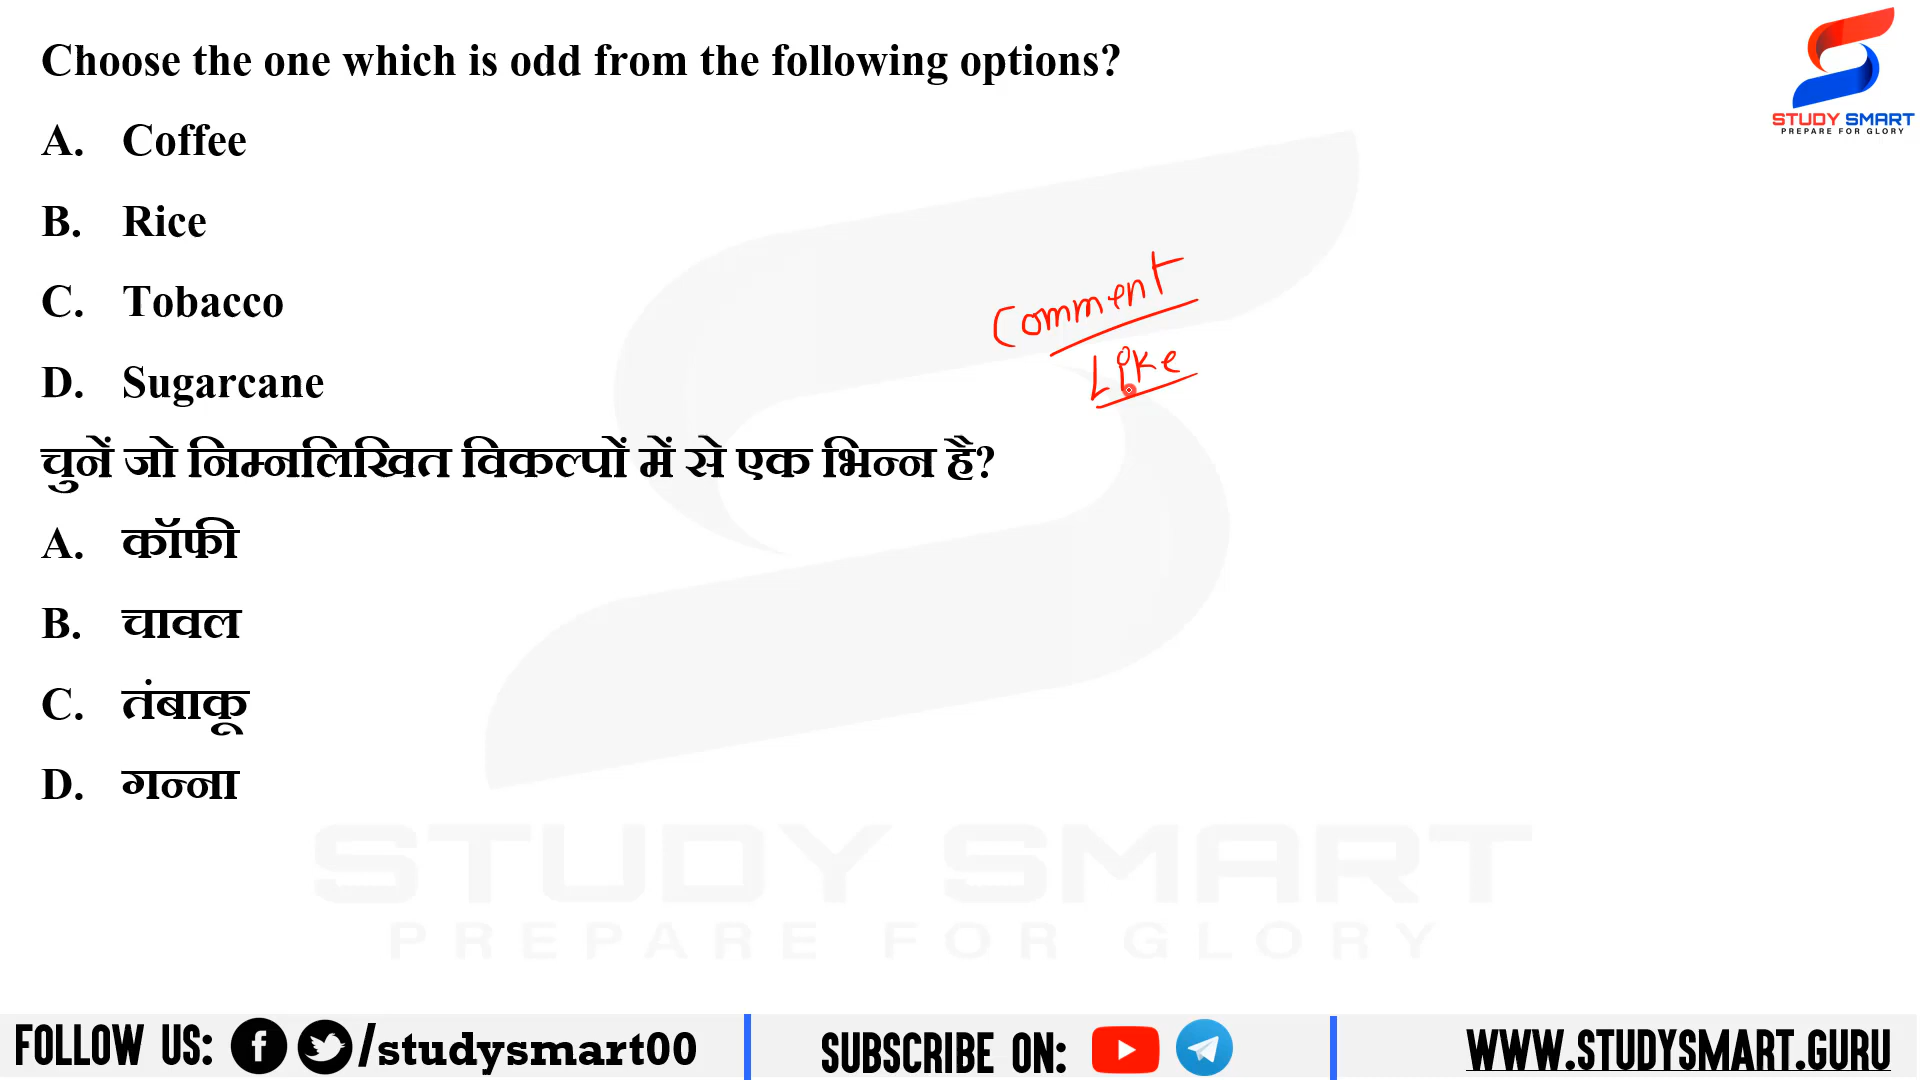 Choose the one which is odd from the following options?
A. Coffee
B. Rice
C. Tobacco
D. Sugarcane
चुनें जो निम्नलिखित विकल्पों में से एक भिन्न है?
A. कॉफी
B. चावल
C. तंबाकू
D. गन्ना
Comment
Like
STUDY SMART
PREPARE FOR GLORY
STUDY SMART
PREPARE FOR GLORY
FOLLOW US: /studysmart00
SUBSCRIBE ON:
WWW.STUDYSMART.GURU